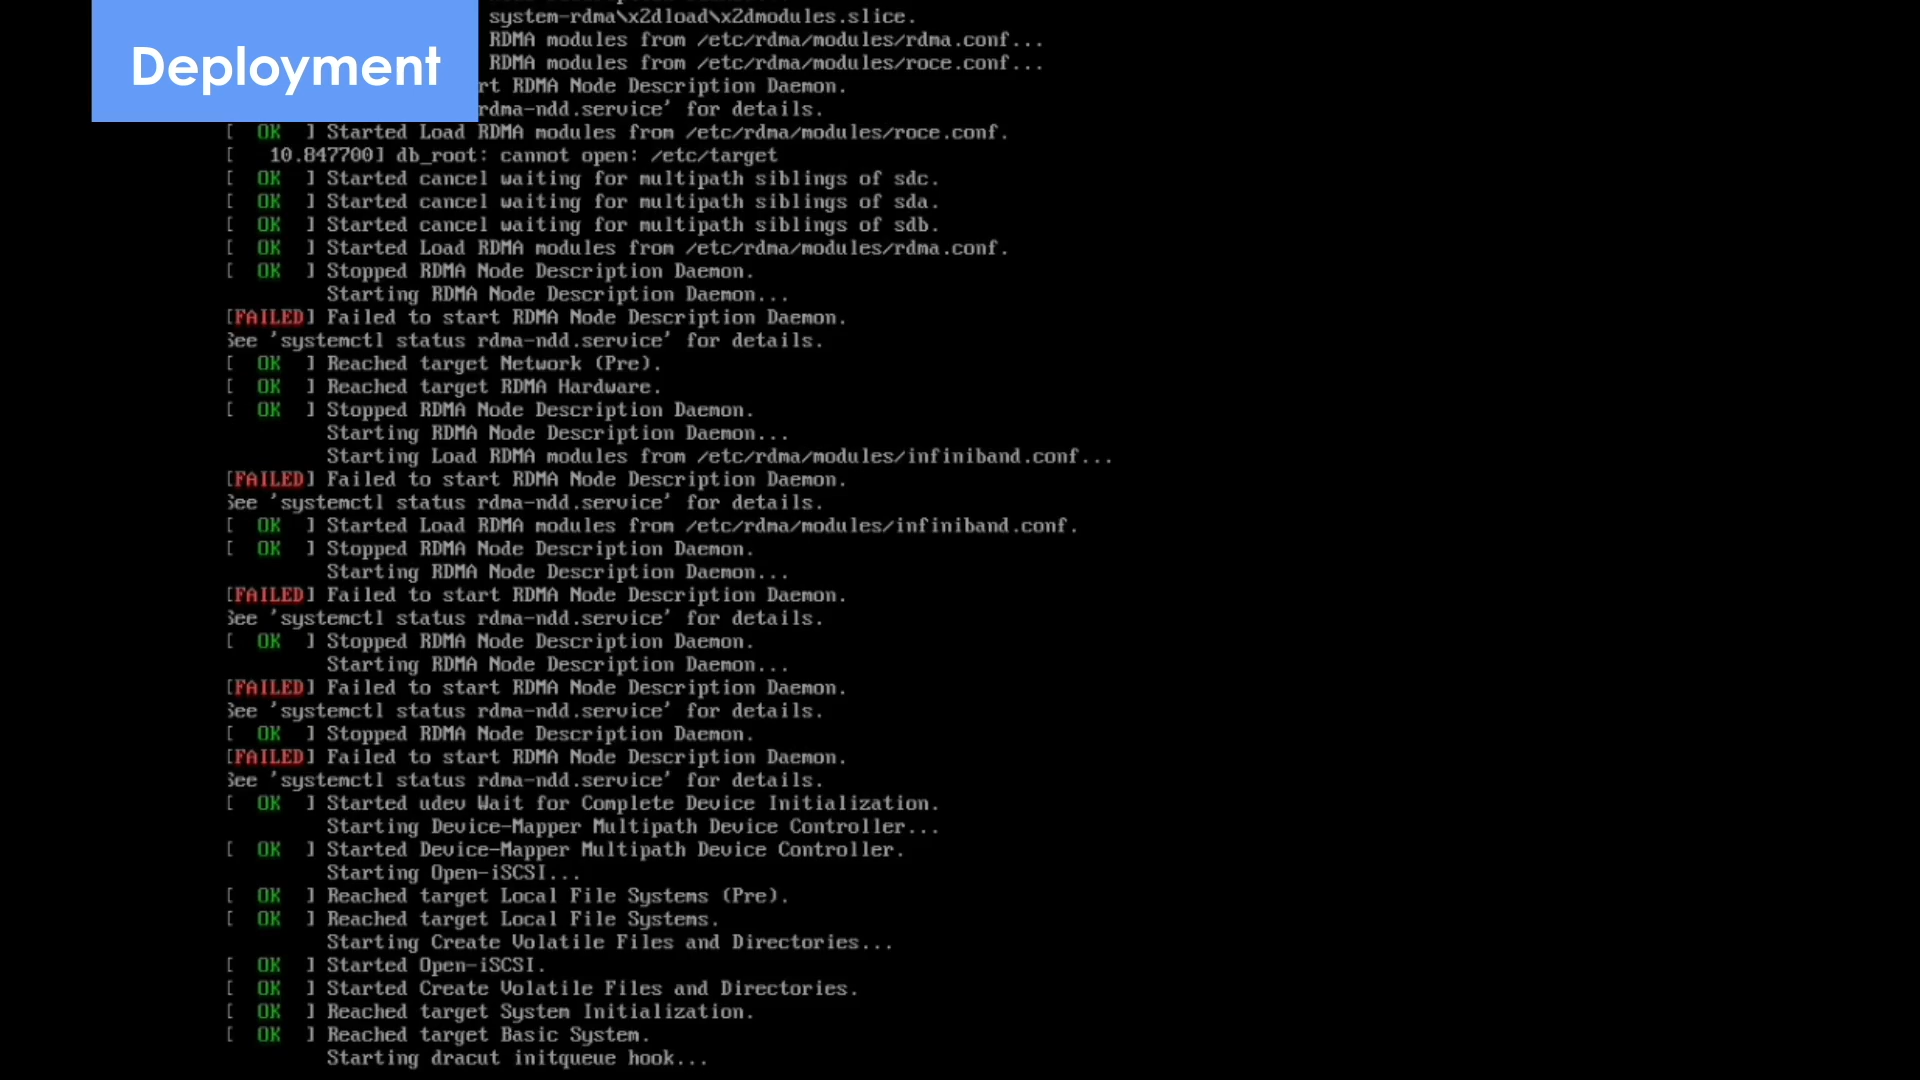 Deployment
system-rdma\x2dload\x2dmodules.slice.
RDMA modules from /etc/rdma/modules/rdma.conf...
RDMA modules from /etc/rdma/modules/roce.conf...
rt RDMA Node Description Daemon.
rdma-ndd.service' for details.
[  OK  ] Started Load RDMA modules from /etc/rdma/modules/roce.conf.
[   10.847700] db_root: cannot open: /etc/target
[  OK  ] Started cancel waiting for multipath siblings of sdc.
[  OK  ] Started cancel waiting for multipath siblings of sda.
[  OK  ] Started cancel waiting for multipath siblings of sdb.
[  OK  ] Started Load RDMA modules from /etc/rdma/modules/rdma.conf.
[  OK  ] Stopped RDMA Node Description Daemon.
Starting RDMA Node Description Daemon...
[FAILED] Failed to start RDMA Node Description Daemon.
See 'systemctl status rdma-ndd.service' for details.
[  OK  ] Reached target Network (Pre).
[  OK  ] Reached target RDMA Hardware.
[  OK  ] Stopped RDMA Node Description Daemon.
Starting RDMA Node Description Daemon...
Starting Load RDMA modules from /etc/rdma/modules/infiniband.conf...
[FAILED] Failed to start RDMA Node Description Daemon.
See 'systemctl status rdma-ndd.service' for details.
[  OK  ] Started Load RDMA modules from /etc/rdma/modules/infiniband.conf.
[  OK  ] Stopped RDMA Node Description Daemon.
Starting RDMA Node Description Daemon...
[FAILED] Failed to start RDMA Node Description Daemon.
See 'systemctl status rdma-ndd.service' for details.
[  OK  ] Stopped RDMA Node Description Daemon.
Starting RDMA Node Description Daemon...
[FAILED] Failed to start RDMA Node Description Daemon.
See 'systemctl status rdma-ndd.service' for details.
[  OK  ] Stopped RDMA Node Description Daemon.
[FAILED] Failed to start RDMA Node Description Daemon.
See 'systemctl status rdma-ndd.service' for details.
[  OK  ] Started udev Wait for Complete Device Initialization.
Starting Device-Mapper Multipath Device Controller...
[  OK  ] Started Device-Mapper Multipath Device Controller.
Starting Open-iSCSI...
[  OK  ] Reached target Local File Systems (Pre).
[  OK  ] Reached target Local File Systems.
Starting Create Volatile Files and Directories...
[  OK  ] Started Open-iSCSI.
[  OK  ] Started Create Volatile Files and Directories.
[  OK  ] Reached target System Initialization.
[  OK  ] Reached target Basic System.
Starting dracut initqueue hook...